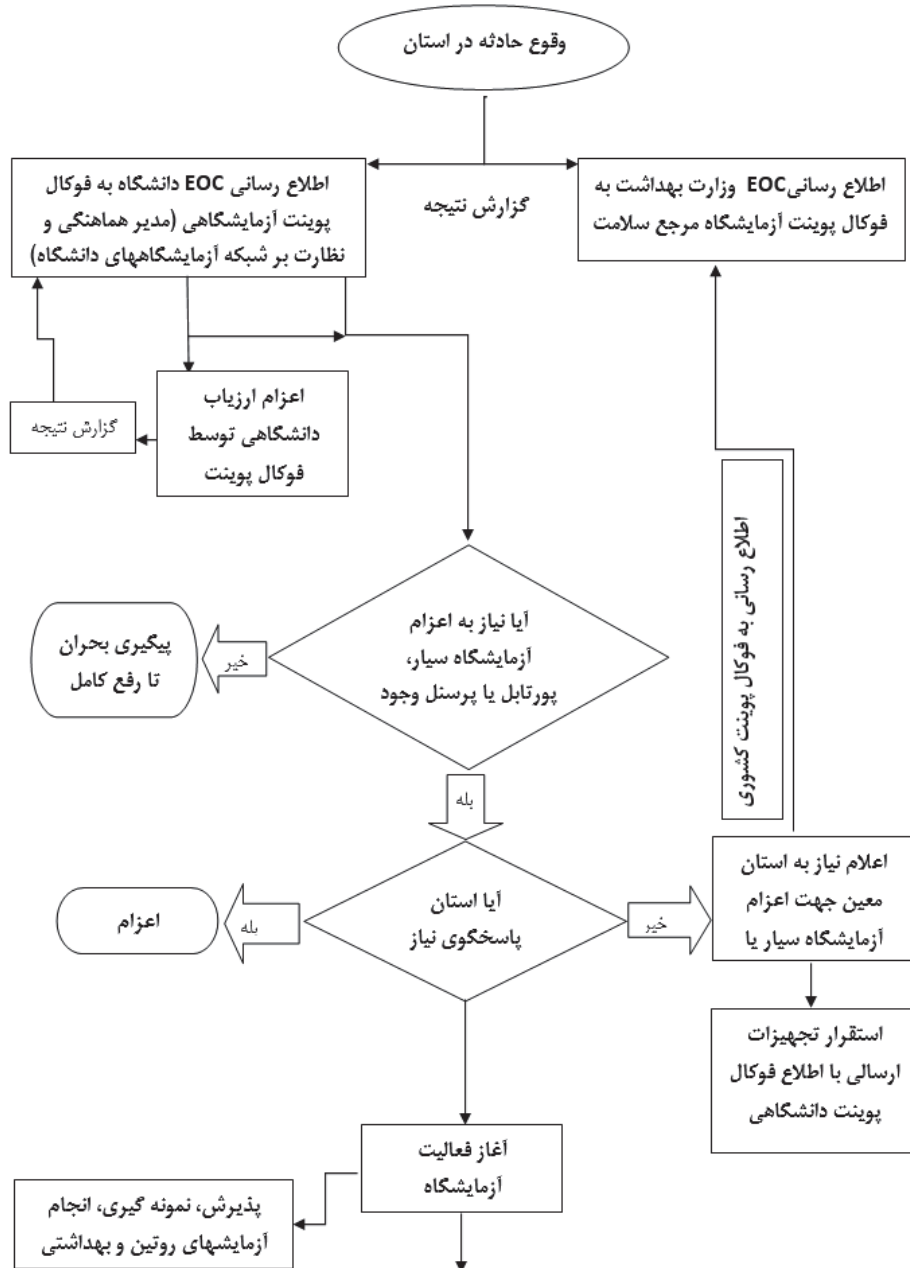 وقوع حادثه در استان
اطلاع رسانیEOC وزارت بهداشت به
فوکال پوینت آزمایشگاه مرجع سلامت
گزارش نتیجه
اطلاع رسانی EOC دانشگاه به فوکال
پوینت آزمایشگاهی (مدیر هماهنگی و
نظارت بر شبکه آزمایشگاههای دانشگاه)
اعزام ارزیاب
دانشگاهی توسط
فوکال پوینت
گزارش نتیجه
اطلاع رسانی به فوکال پوینت کشوری
آیا نیاز به اعزام
آزمایشگاه سیار،
پورتابل یا پرسنل وجود
خیر
پیگیری بحران
تا رفع کامل
بله
آیا استان
پاسخگوی نیاز
بله
اعزام
خیر
اعلام نیاز به استان
معین جهت اعزام
آزمایشگاه سیار یا
استقرار تجهیزات
ارسالی با اطلاع فوکال
پوینت دانشگاهی
آغاز فعالیت
آزمایشگاه
پذیرش، نمونه گیری، انجام
آزمایشهای روتین و بهداشتی